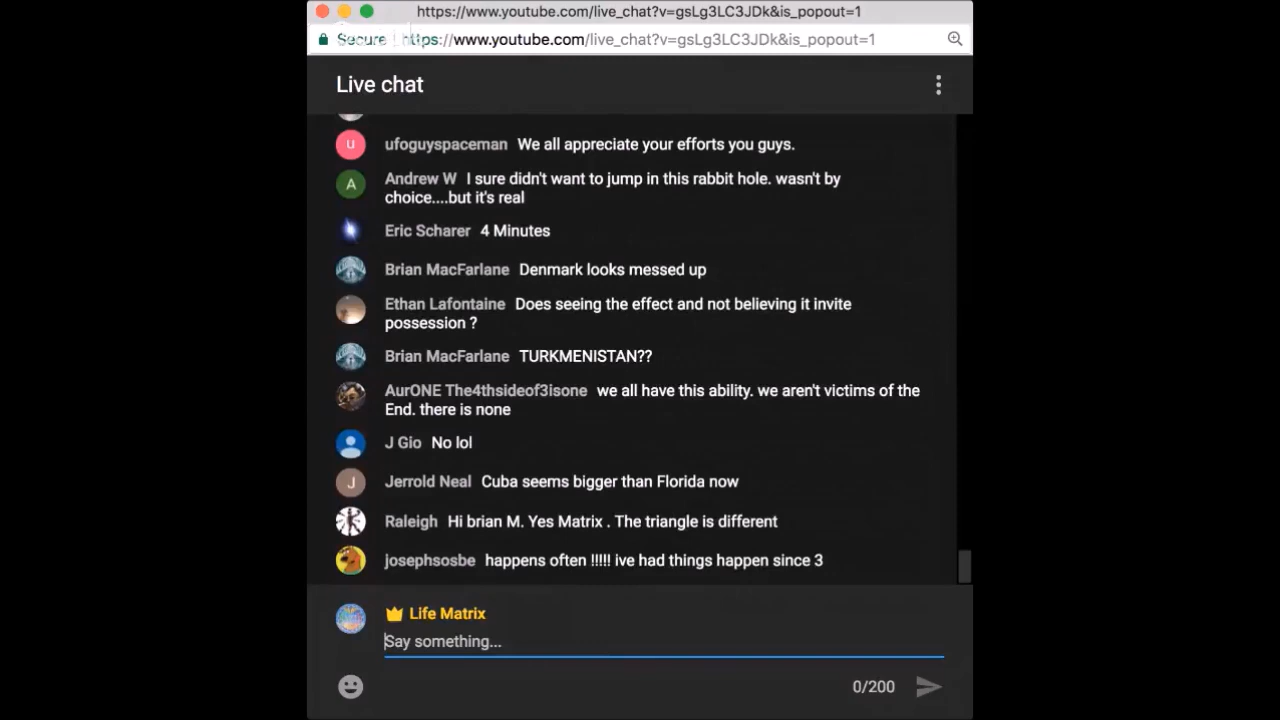 https://www.youtube.com/live_chat?v=gsLg3LC3JDk&is_popout=1
Secure https://www.youtube.com/live_chat?v=gsLg3LC3JDk&is_popout=1
Live chat
U
ufoguyspaceman We all appreciate your efforts you guys.
A
Andrew W I sure didn't want to jump in this rabbit hole. wasn't by
choice....but it's real
Eric Scharer 4 Minutes
Brian MacFarlane Denmark looks messed up
Ethan Lafontaine Does seeing the effect and not believing it invite
possession ?
Brian MacFarlane TURKMENISTAN??
AurONE The4thsideof3isone we all have this ability. we aren't victims of the
End. there is none
J Gio No lol
J
Jerrold Neal Cuba seems bigger than Florida now
Raleigh Hi brian M. Yes Matrix . The triangle is different
josephsosbe happens often !!!!! ive had things happen since 3
Life Matrix
Say something...
0/200